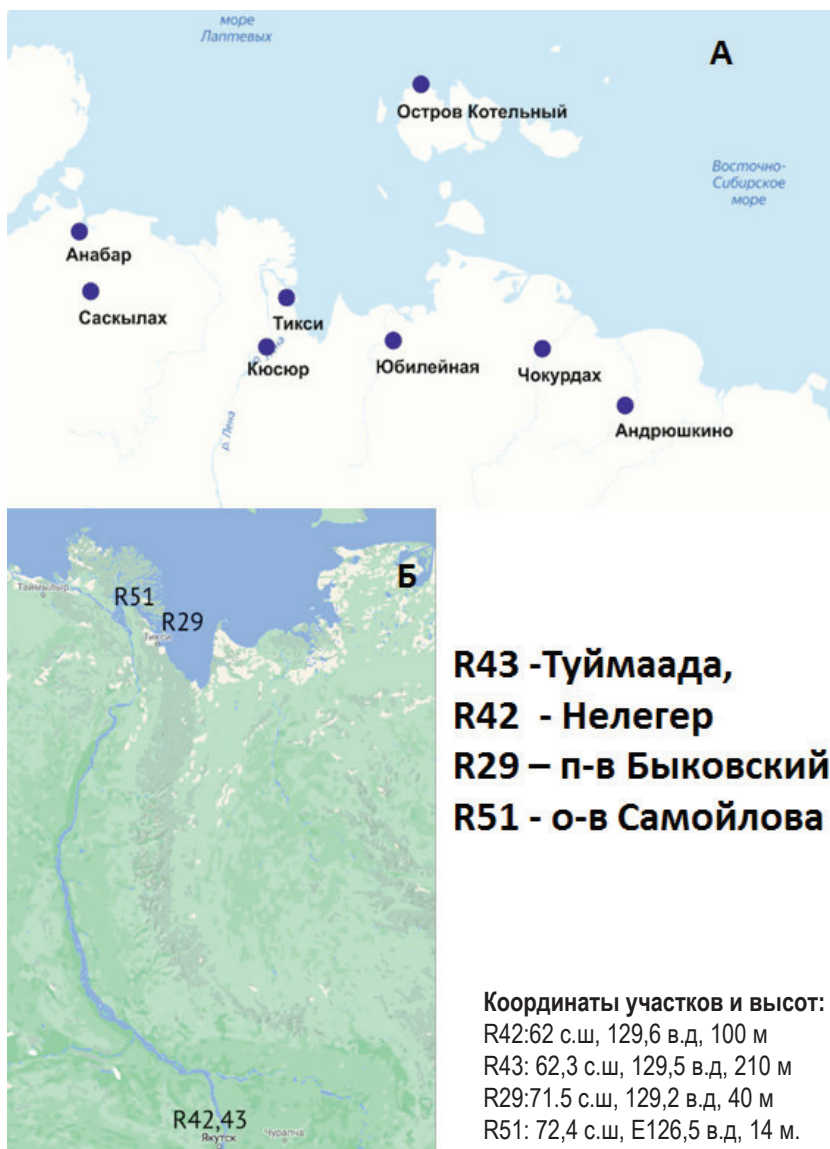 море
Лаптевых
А
Остров Котельный
Восточно-
Сибирское
море
Анабар
Саскылах
Тикси
р. Лена
Кюсюр
Юбилейная
Чокурдах
Андрюшкино
р. Лена
Б
Таймылыр
R51
R29
Тикси
R43 -Туймаада,
R42 - Нелегер
R29 – п-в Быковский
R51 - о-в Самойлова
Координаты участков и высот:
R42:62 с.ш, 129,6 в.д, 100 м
R43: 62,3 с.ш, 129,5 в.д, 210 м
R29:71.5 с.ш, 129,2 в.д, 40 м
R51: 72,4 с.ш, E126,5 в.д, 14 м.
R42,43
Якутск
Чурапча